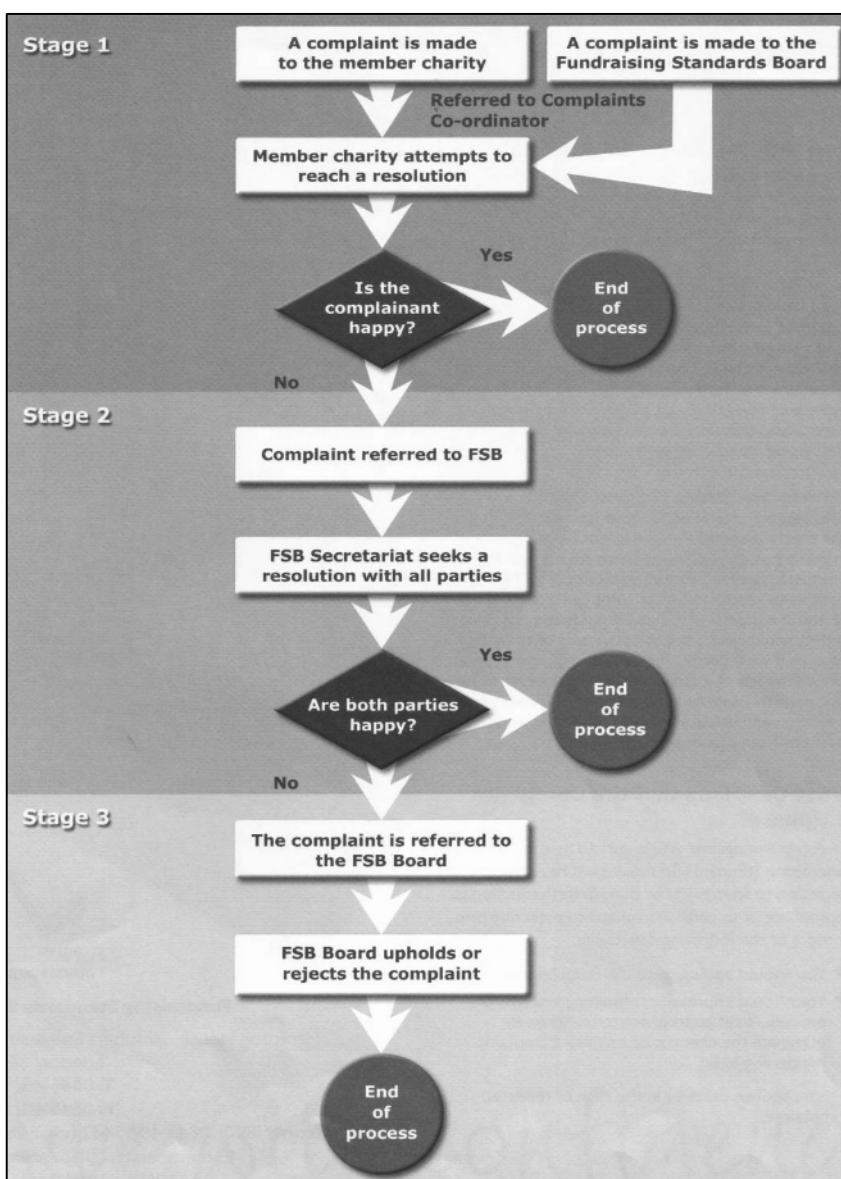 Stage 1
A complaint is made
to the member charity
A complaint is made to the
Fundraising Standards Board
Referred to Complaints
Co-ordinator
Member charity attempts to
reach a resolution
Is the
complainant
happy?
Yes
End
of
process
No
Stage 2
Complaint referred to FSB
FSB Secretariat seeks a
resolution with all parties
Are both parties
happy?
Yes
End
of
process
No
Stage 3
The complaint is referred to
the FSB Board
FSB Board upholds or
rejects the complaint
End
of
process